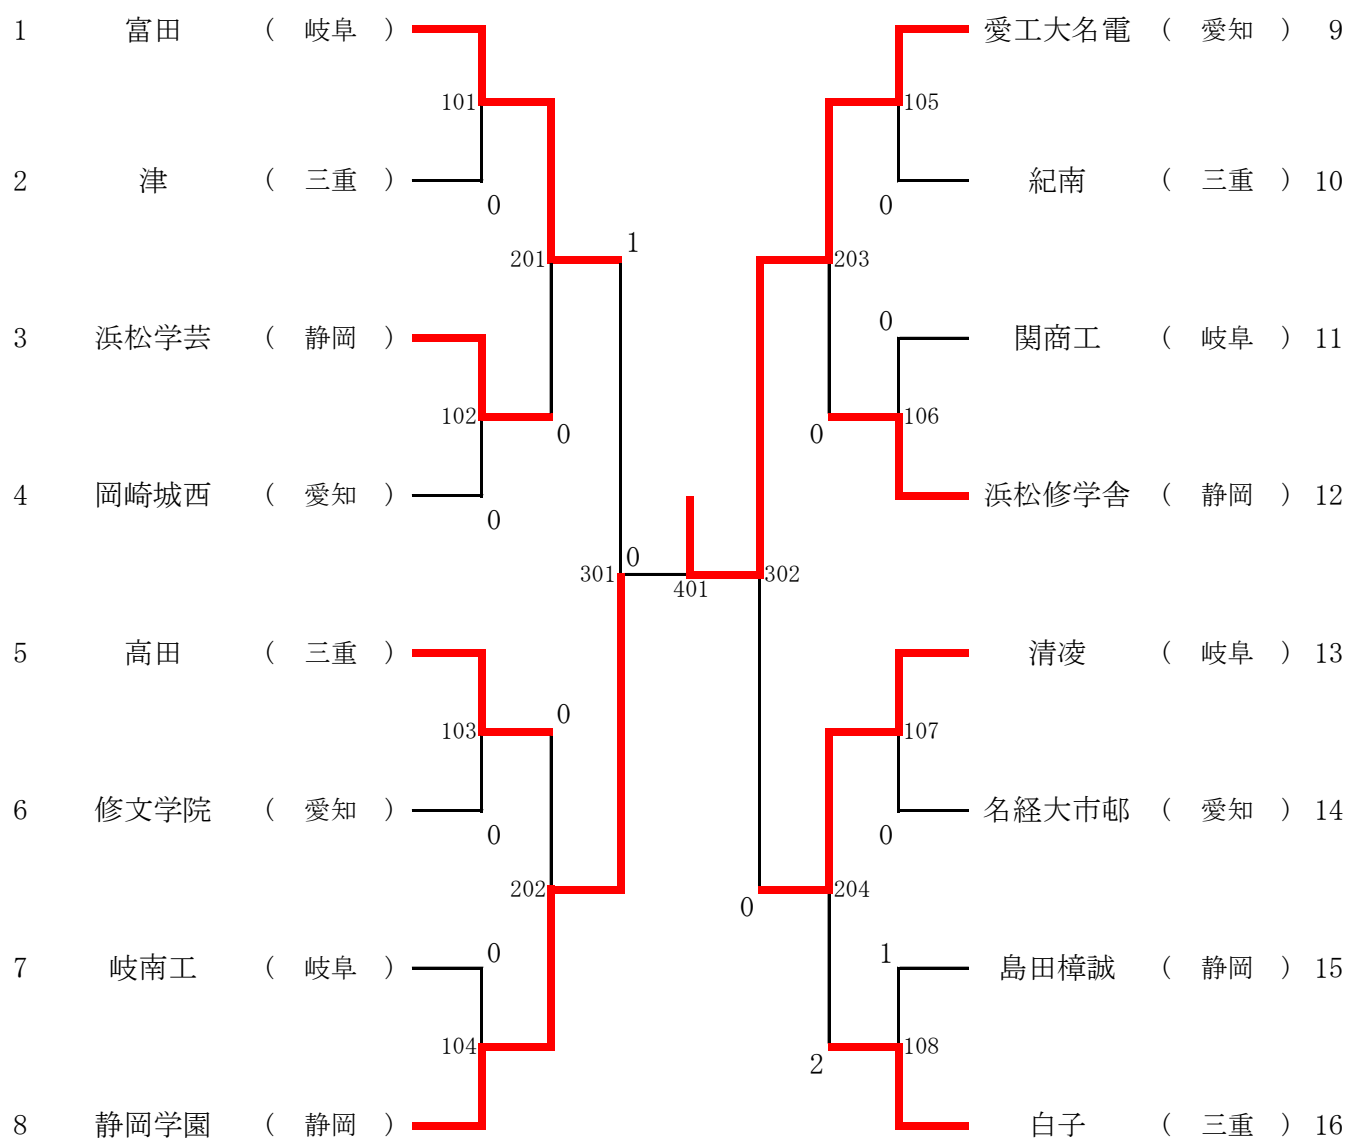 1 富田 ( 岐阜 ) 愛工大名電 ( 愛知 ) 9
101 105
2 津 ( 三重 ) 紀南 ( 三重 ) 10
0 0
201 1 203
0
3 浜松学芸 ( 静岡 ) 関商工 ( 岐阜 ) 11
102 106
0 0
4 岡崎城西 ( 愛知 ) 浜松修学舎 ( 静岡 ) 12
0
0
301 401 302
5 高田 ( 三重 ) 清凌 ( 岐阜 ) 13
0
103 107
6 修文学院 ( 愛知 ) 名経大市邨 ( 愛知 ) 14
0 0
202 204
0
0 1
7 岐南工 ( 岐阜 ) 島田樟誠 ( 静岡 ) 15
104 108
2
8 静岡学園 ( 静岡 ) 白子 ( 三重 ) 16